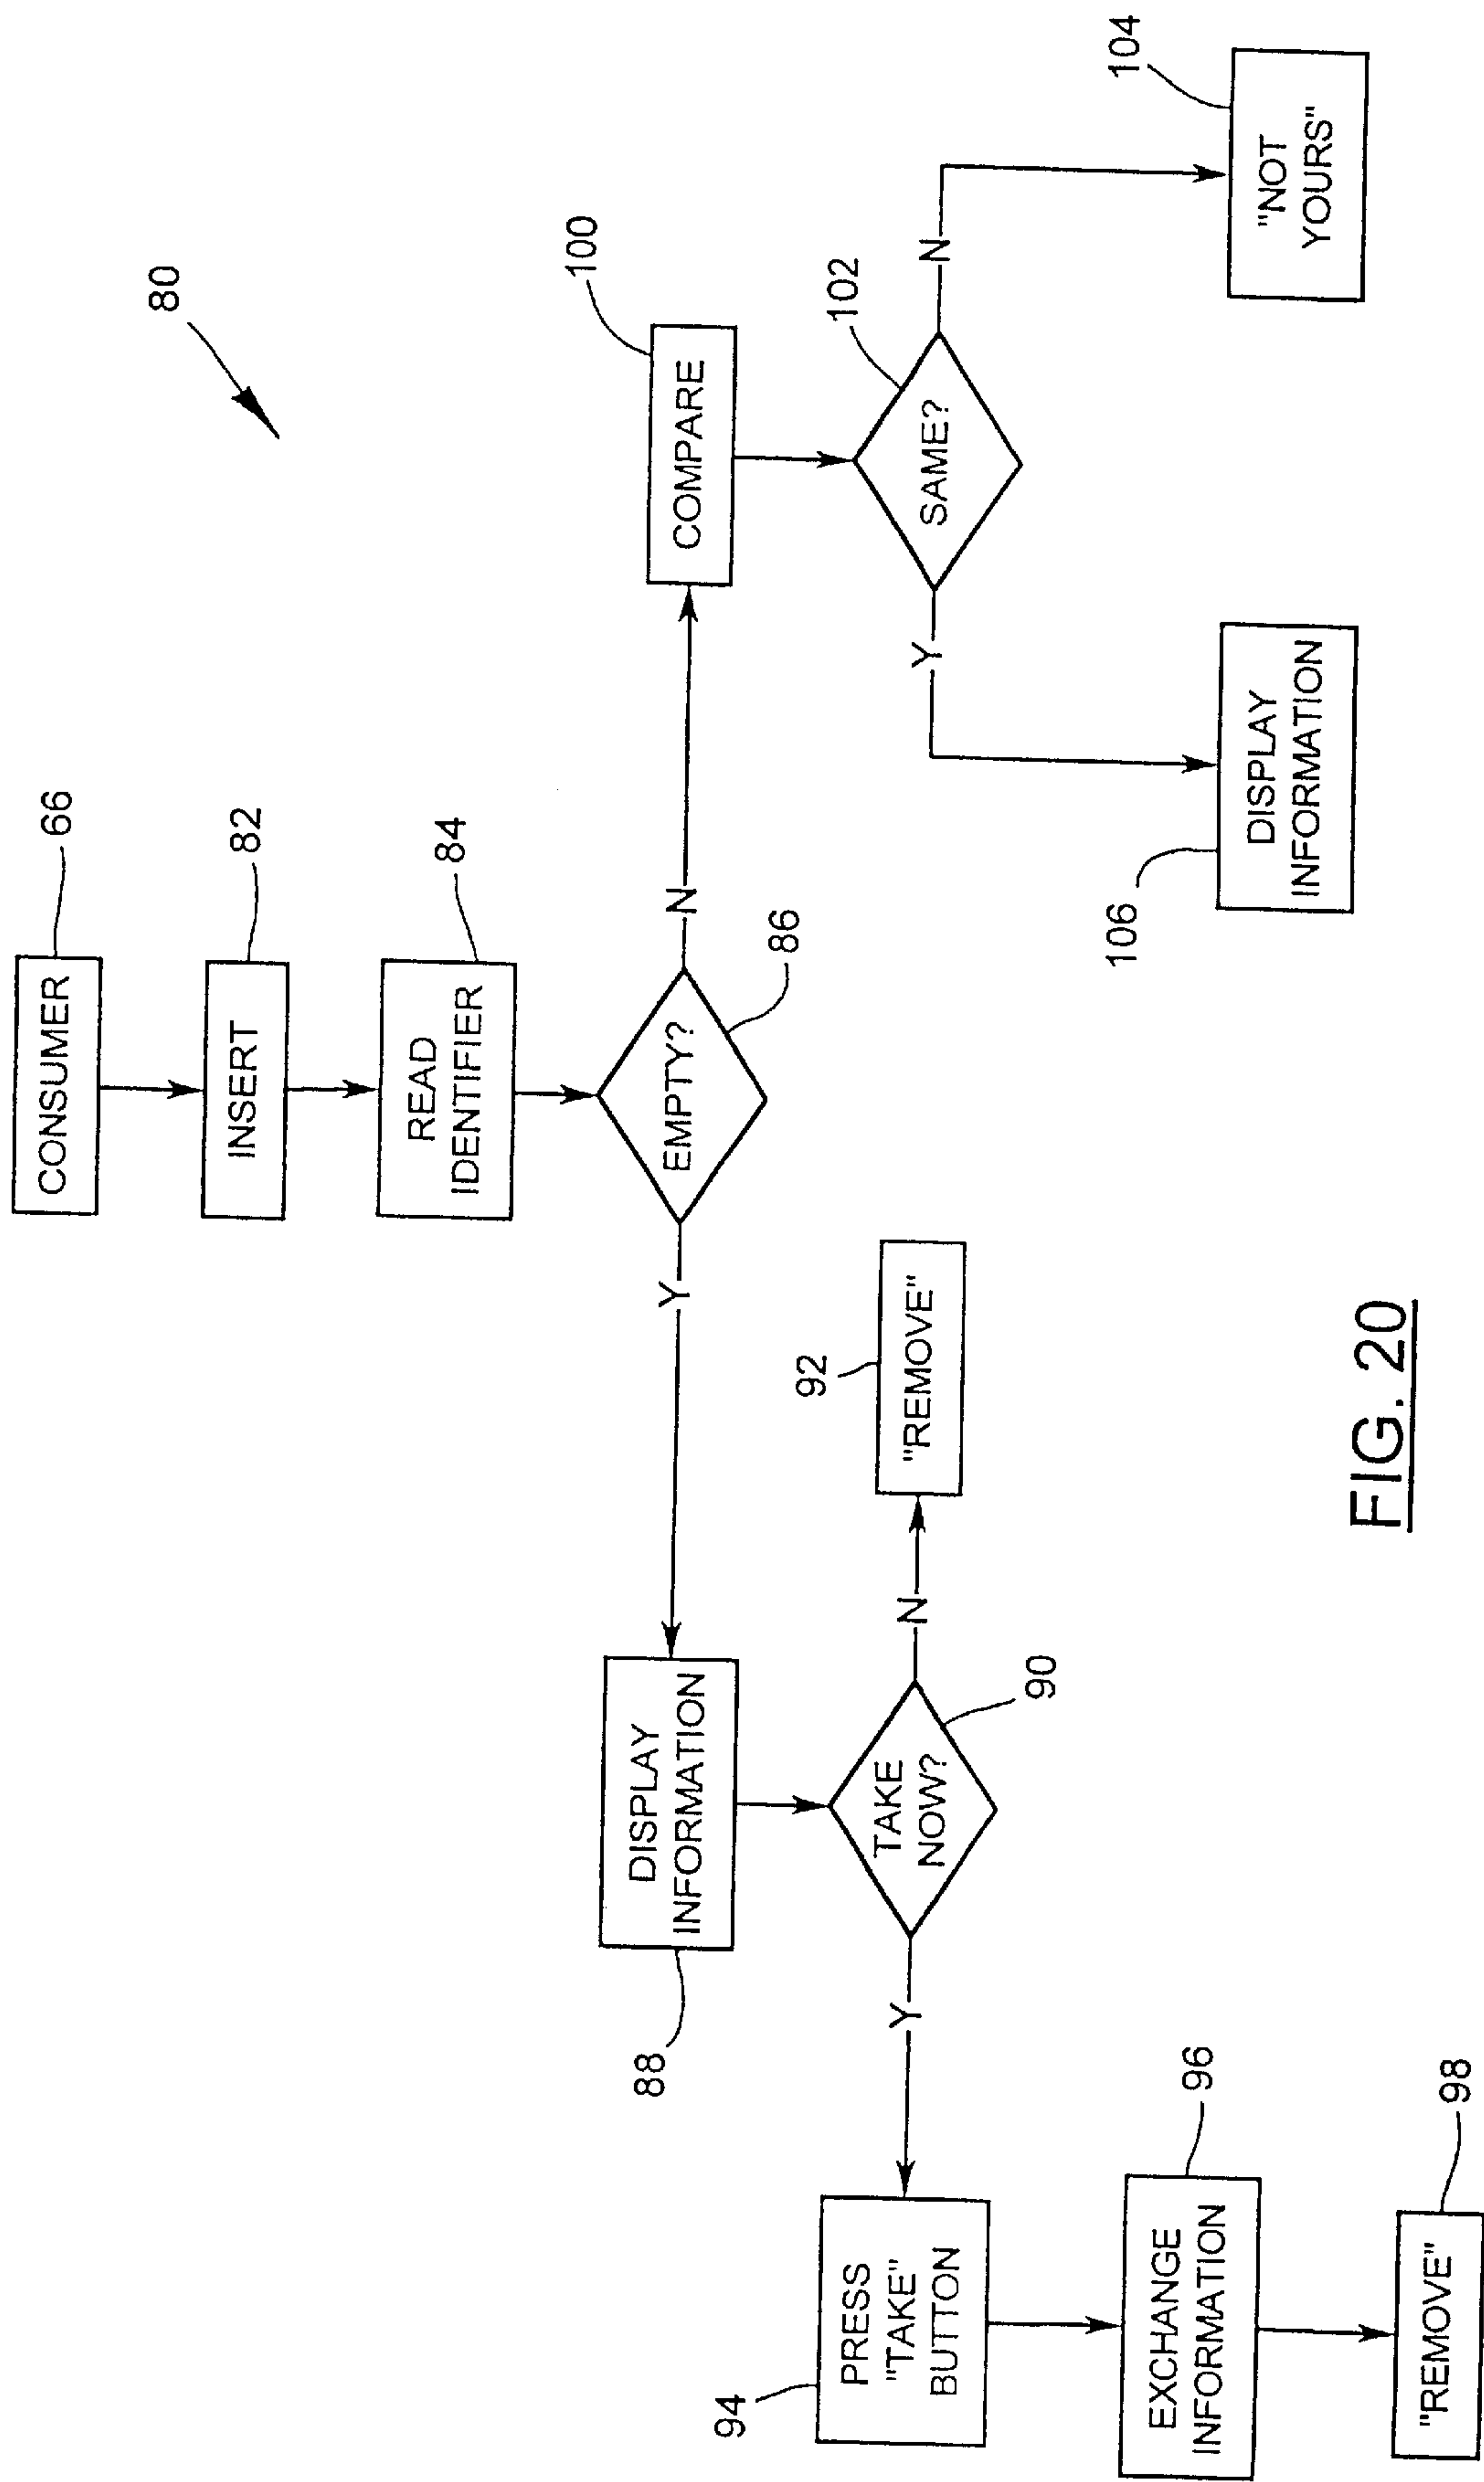 80
CONSUMER
66
INSERT
82
READ
IDENTIFIER
84
EMPTY?
86
Y
N
DISPLAY
INFORMATION
88
TAKE
NOW?
90
N
"REMOVE"
92
Y
PRESS
"TAKE"
BUTTON
94
EXCHANGE
INFORMATION
96
"REMOVE"
98
COMPARE
100
SAME?
102
Y
N
DISPLAY
INFORMATION
106
"NOT
YOURS"
104
FIG. 20